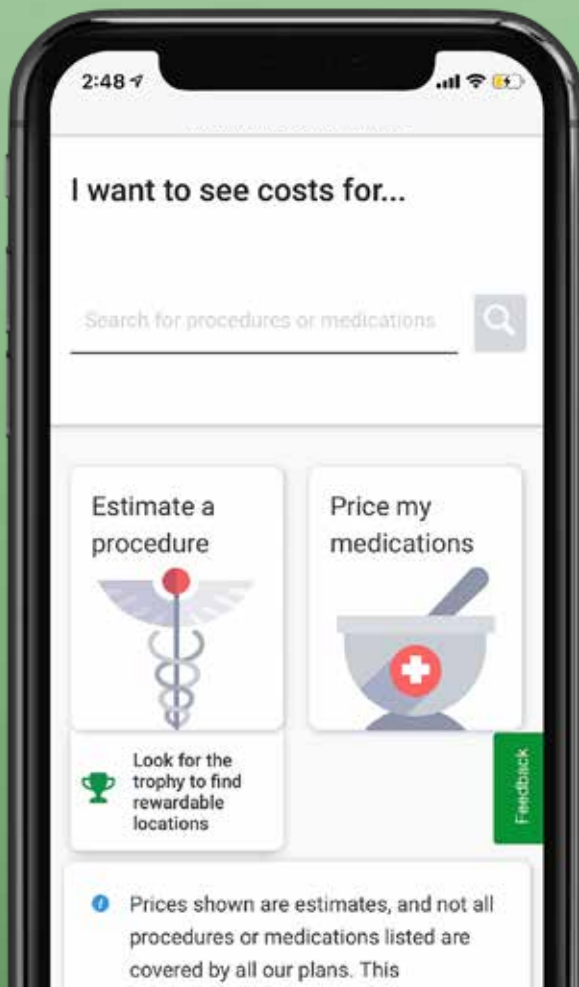 2:48
I want to see costs for...
Search for procedures or medications
Estimate a
procedure
Price my
medications
Look for the
trophy to find
rewardable
locations
Feedback
Prices shown are estimates, and not all
procedures or medications listed are
covered by all our plans. This